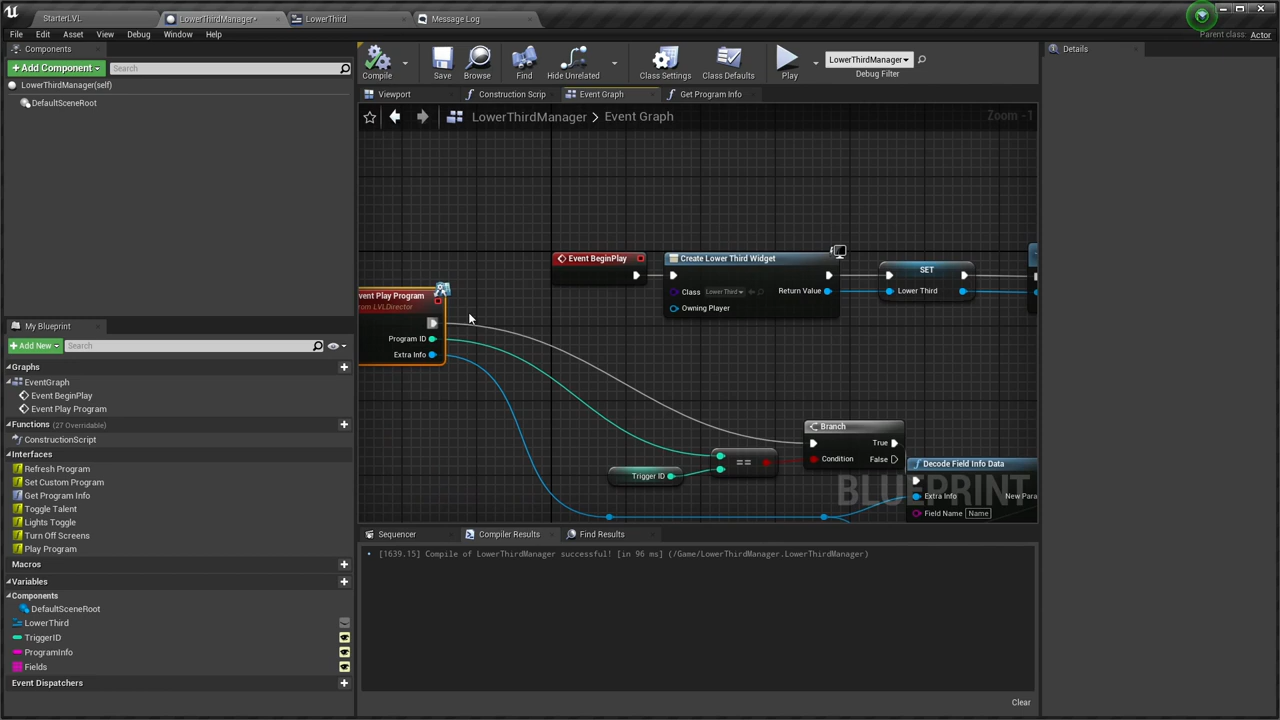 StarterLVL
LowerThirdManager*
LowerThird
Message Log
File
Edit
Asset
View
Debug
Window
Help
Parent class: Actor
Components
+ Add Component
Search
LowerThirdManager(self)
DefaultSceneRoot
Compile
Save
Browse
Find
Hide Unrelated
Class Settings
Class Defaults
Play
LowerThirdManager
Debug Filter
Details
Viewport
Construction Scrip
Event Graph
Get Program Info
LowerThirdManager > Event Graph
Zoom -1
Event BeginPlay
Create Lower Third Widget
Class Lower Third
Return Value
Owning Player
SET
vent Play Program
rom LVLDirector
Program ID
Extra Info
Branch
True
Condition
False
Trigger ID
==
Decode Field Info Data
Extra Info
New Para
Field Name Name
BLUEPRINT
My Blueprint
+ Add New
Search
Graphs
EventGraph
Event BeginPlay
Event Play Program
Functions (27 Overridable)
ConstructionScript
Interfaces
Refresh Program
Set Custom Program
Get Program Info
Toggle Talent
Lights Toggle
Turn Off Screens
Play Program
Macros
Variables
Components
DefaultSceneRoot
LowerThird
TriggerID
ProgramInfo
Fields
Event Dispatchers
Sequencer
Compiler Results
Find Results
[1639.15] Compile of LowerThirdManager successful! [in 96 ms] (/Game/LowerThirdManager.LowerThirdManager)
Clear